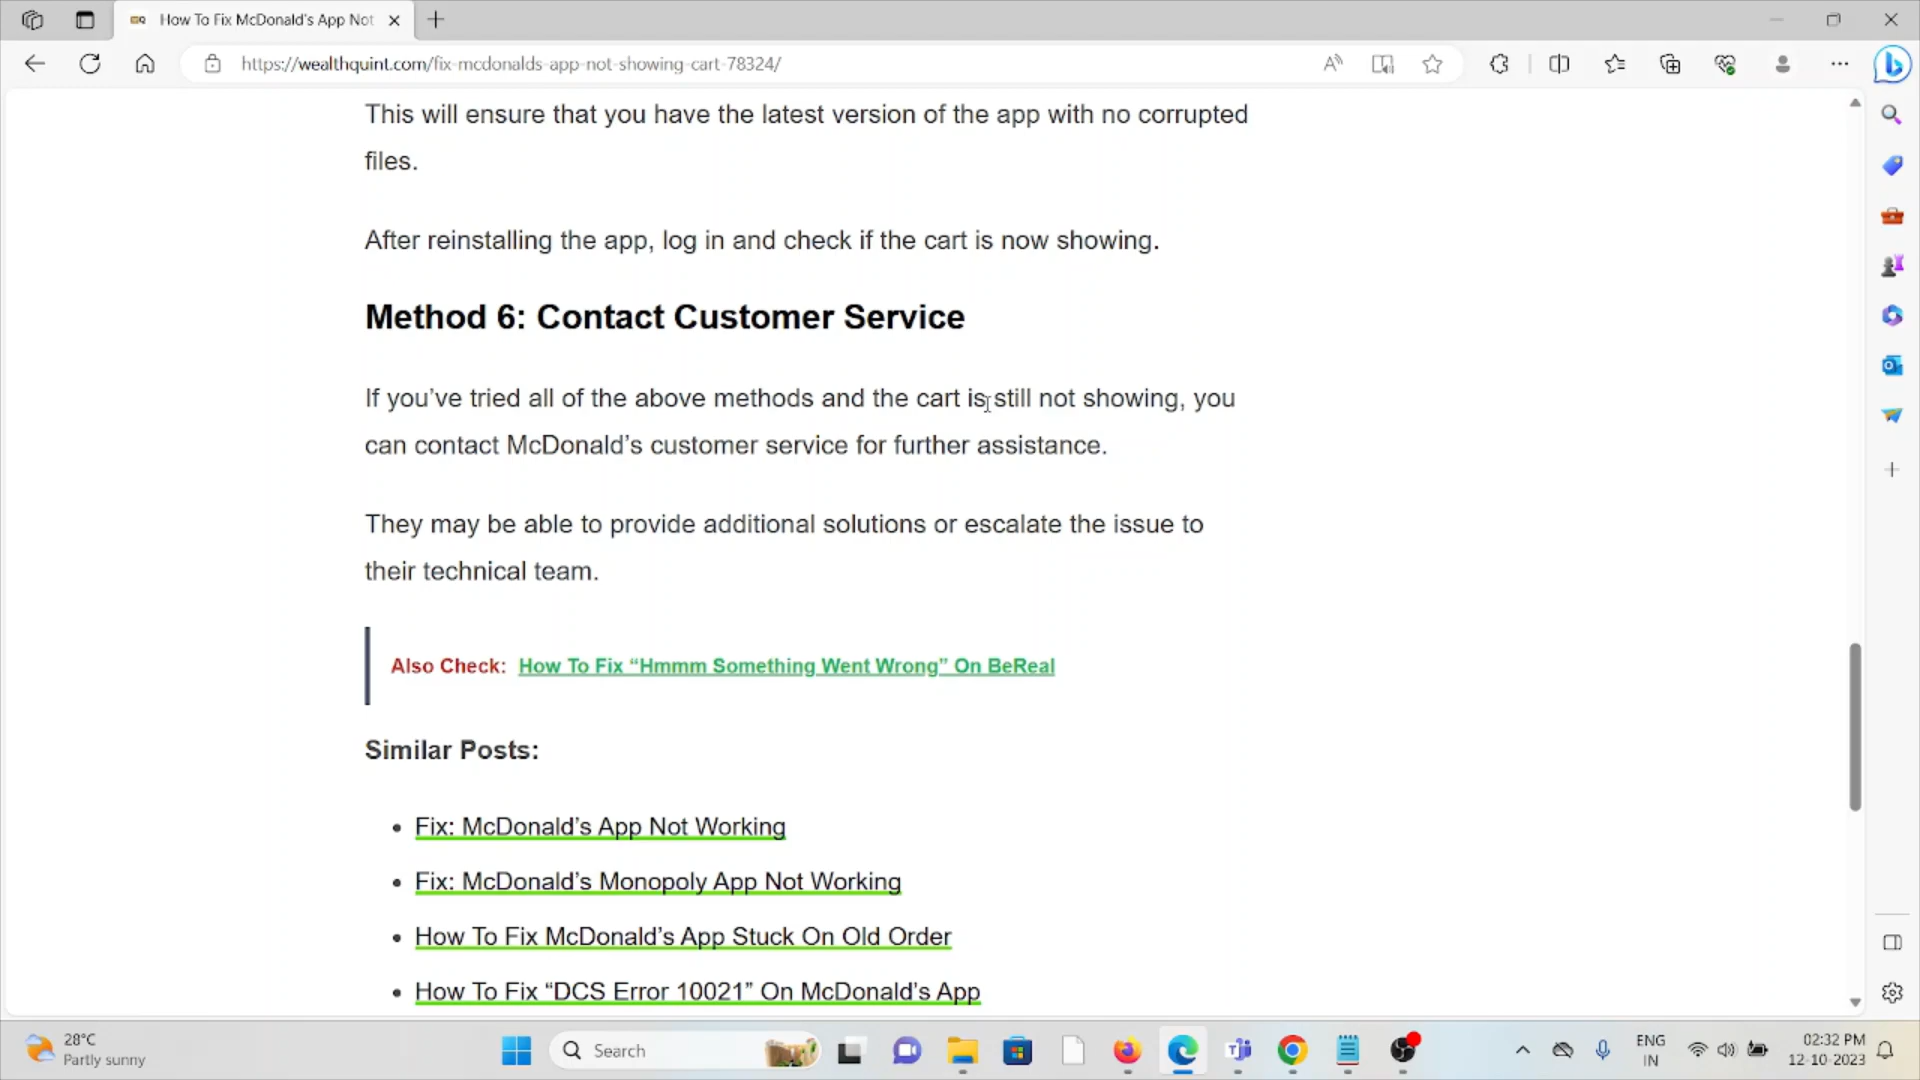 How To Fix McDonald's App Not
https://wealthquint.com/fix-mcdonalds-app-not-showing-cart-78324/
This will ensure that you have the latest version of the app with no corrupted
files.
After reinstalling the app, log in and check if the cart is now showing.
Method 6: Contact Customer Service
If you’ve tried all of the above methods and the cart is still not showing, you
can contact McDonald’s customer service for further assistance.
They may be able to provide additional solutions or escalate the issue to
their technical team.
Also Check: How To Fix “Hmmm Something Went Wrong” On BeReal
Similar Posts:
Fix: McDonald’s App Not Working
Fix: McDonald’s Monopoly App Not Working
How To Fix McDonald’s App Stuck On Old Order
How To Fix “DCS Error 10021” On McDonald’s App
28°C
Partly sunny
Search
ENG
IN
02:32 PM
12-10-2023